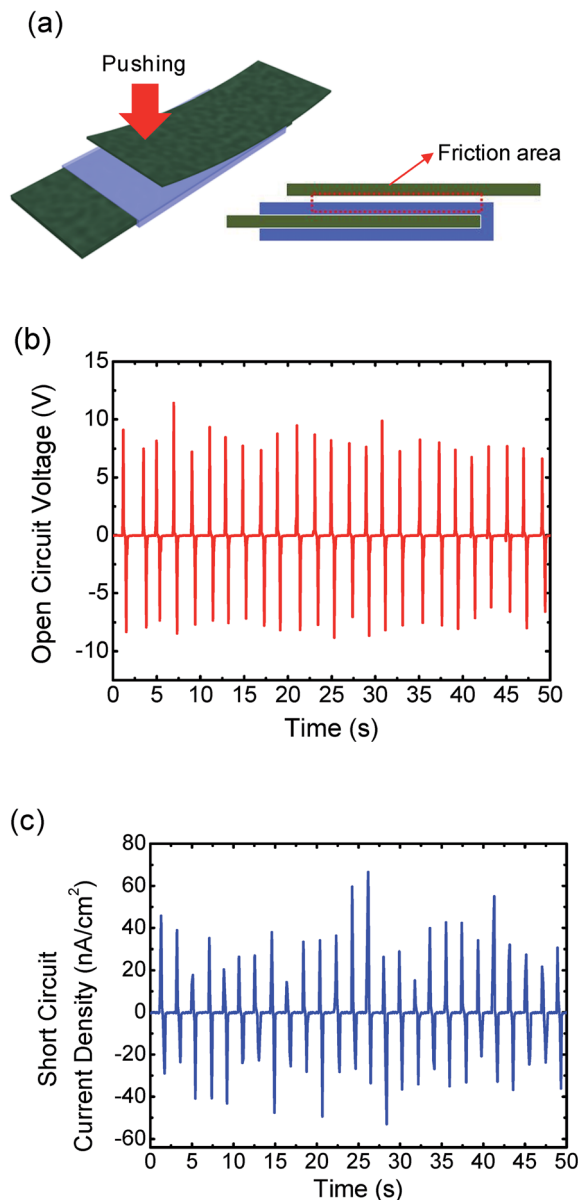 (a)
Pushing
Friction area
(b)
Open Circuit Voltage (V)
15
10
5
0
-5
-10
0 5 10 15 20 25 30 35 40 45 50
Time (s)
(c)
Short Circuit
Current Density (nA/cm²)
80
60
40
20
0
-20
-40
-60
0 5 10 15 20 25 30 35 40 45 50
Time (s)